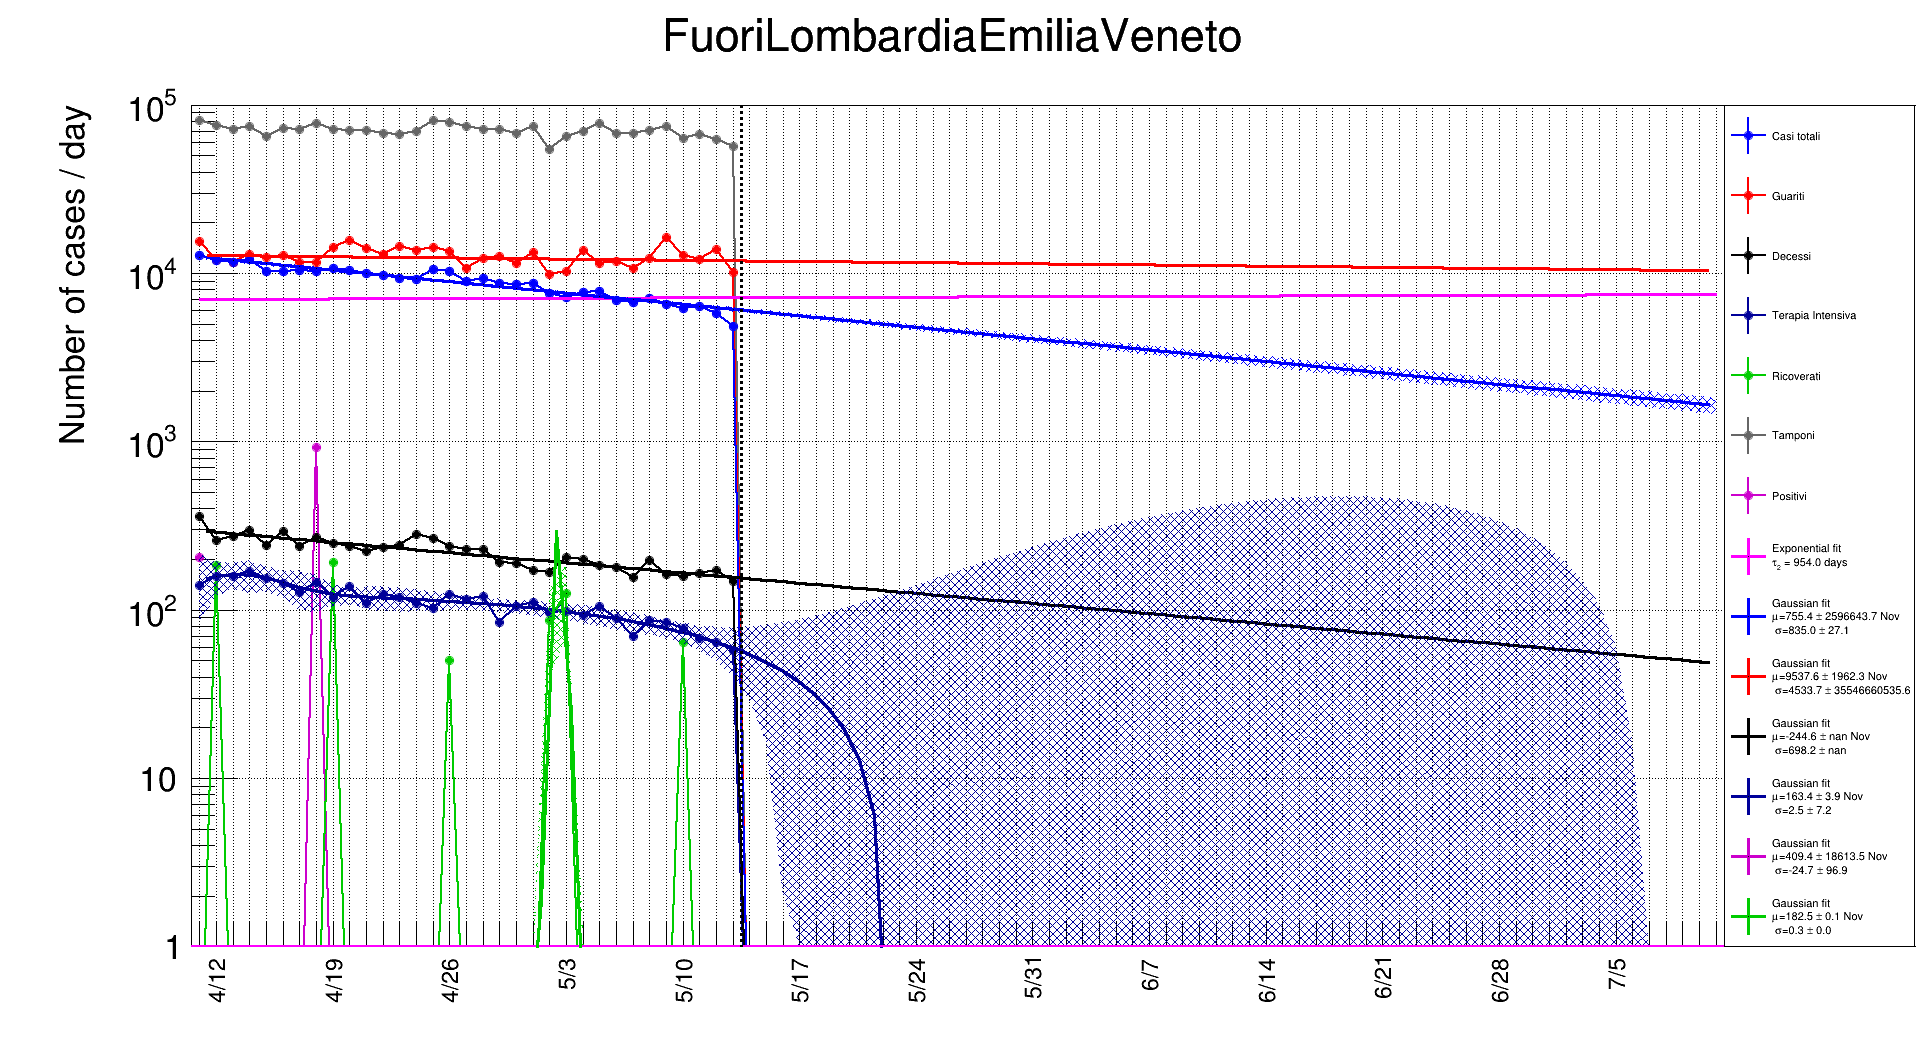 FuoriLombardiaEmiliaVeneto
Number of cases / day
10^5
10^4
10^3
10^2
10
1
4/12
4/19
4/26
5/3
5/10
5/17
5/24
5/31
6/7
6/14
6/21
6/28
7/5
Casi totali
Guariti
Decessi
Terapia Intensiva
Ricoverati
Tamponi
Positivi
Exponential fit
τ_2 = 954.0 days
Gaussian fit
μ=755.4 ± 2596643.7 Nov
σ=835.0 ± 27.1
Gaussian fit
μ=9537.6 ± 1962.3 Nov
σ=4533.7 ± 35546660535.6
Gaussian fit
μ=-244.6 ± nan Nov
σ=698.2 ± nan
Gaussian fit
μ=163.4 ± 3.9 Nov
σ=2.5 ± 7.2
Gaussian fit
μ=409.4 ± 18613.5 Nov
σ=-24.7 ± 96.9
Gaussian fit
μ=182.5 ± 0.1 Nov
σ=0.3 ± 0.0